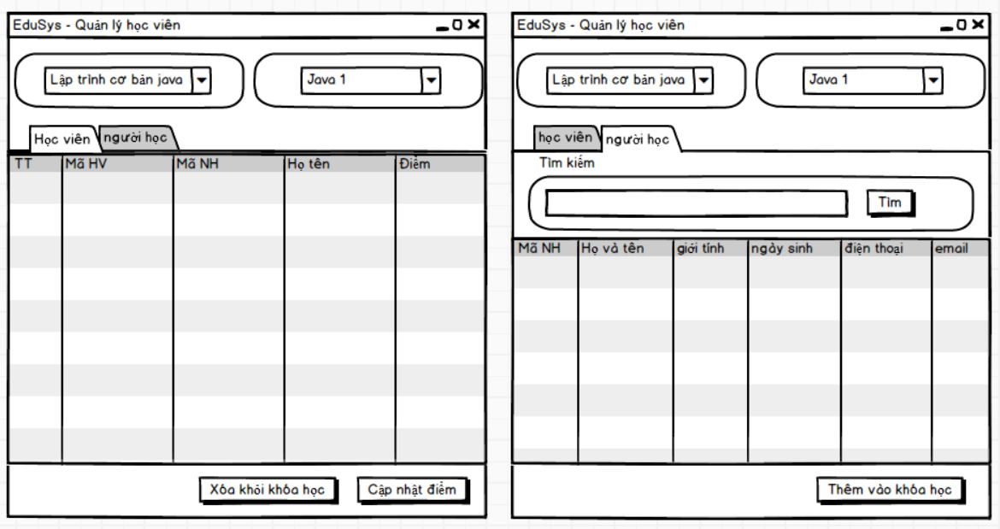 EduSys - Quản lý học viên
Lập trình cơ bản java
Java 1
Học viên
người học
TT Mã HV Mã NH Họ tên Điểm
Xóa khỏi khóa học
Cập nhật điểm
EduSys - Quản lý học viên
Lập trình cơ bản java
Java 1
học viên
người học
Tìm kiếm
Tìm
Mã NH Họ và tên giới tính ngày sinh điện thoại email
Thêm vào khóa học